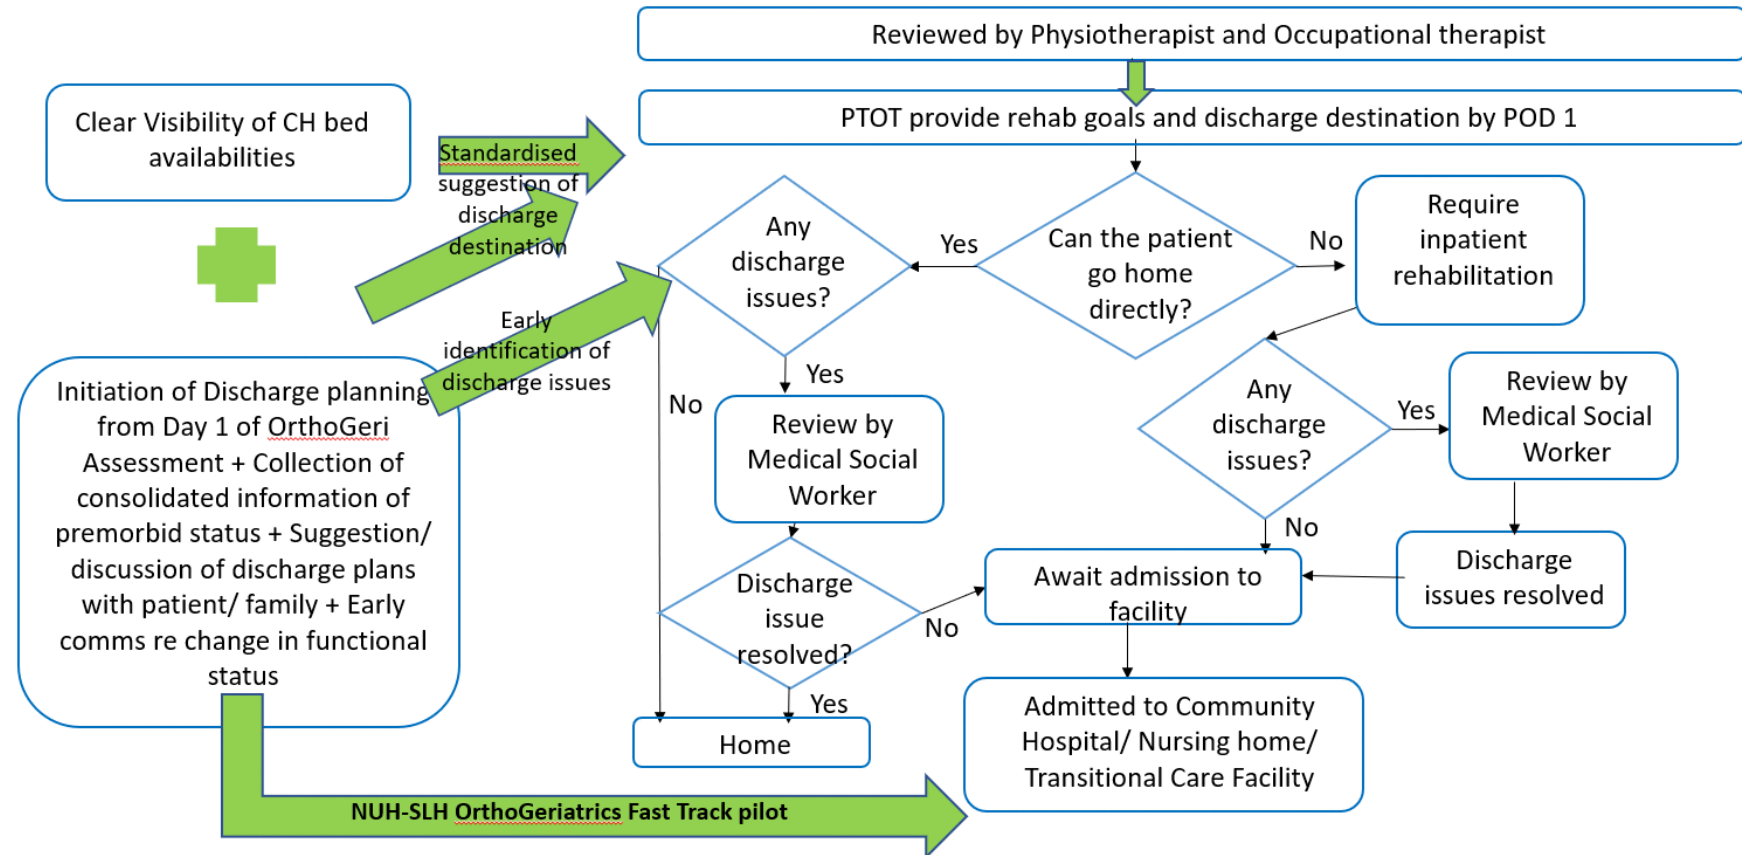 Reviewed by Physiotherapist and Occupational therapist
PTOT provide rehab goals and discharge destination by POD 1
Clear Visibility of CH bed
availabilities
Standardised
suggestion of
discharge
destination
Early
identification of
discharge issues
Initiation of Discharge planning
from Day 1 of OrthoGeri
Assessment + Collection of
consolidated information of
premorbid status + Suggestion/
discussion of discharge plans
with patient/ family + Early
comms re change in functional
status
NUH-SLH OrthoGeriatrics Fast Track pilot
Can the patient
go home
directly?
Yes
No
Any
discharge
issues?
Yes
No
Review by
Medical Social
Worker
Discharge
issue
resolved?
No
Yes
Home
Require
inpatient
rehabilitation
Any
discharge
issues?
Yes
No
Review by
Medical Social
Worker
Discharge
issues resolved
Await admission to
facility
Admitted to Community
Hospital/ Nursing home/
Transitional Care Facility